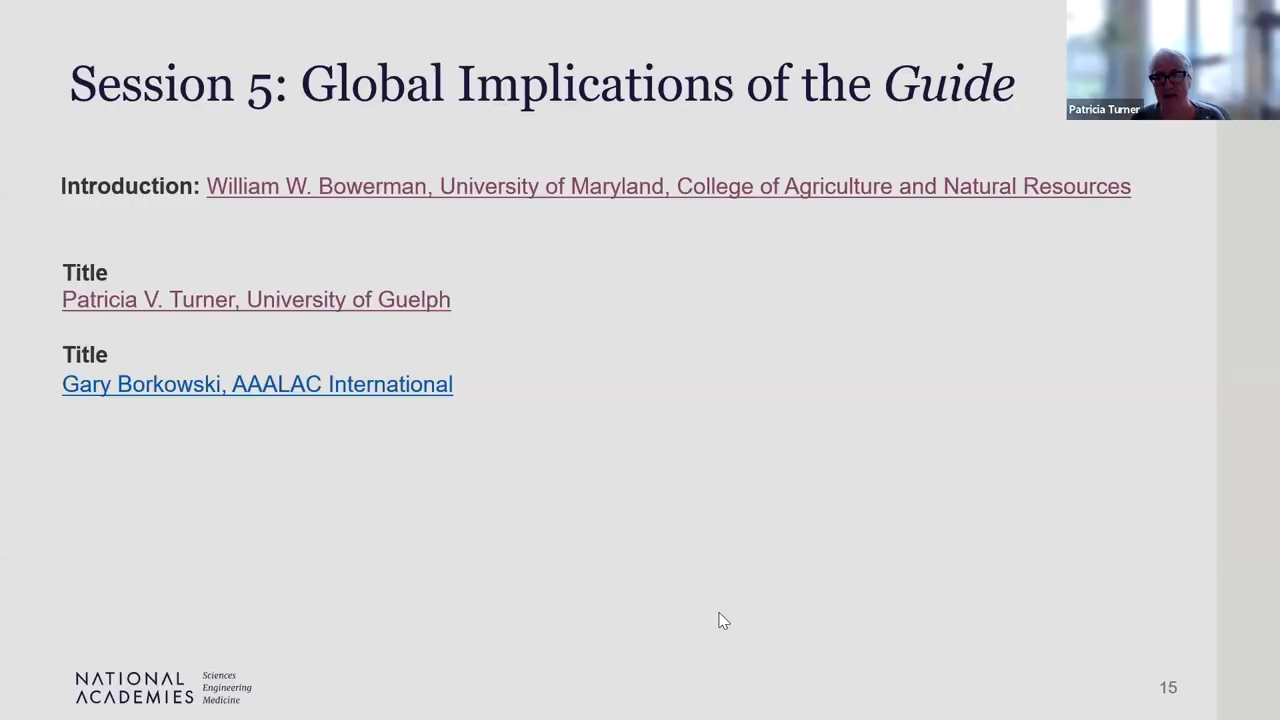 Session 5: Global Implications of the Guide
Patricia Turner
Introduction: William W. Bowerman, University of Maryland, College of Agriculture and Natural Resources
Title
Patricia V. Turner, University of Guelph
Title
Gary Borkowski, AAALAC International
NATIONAL
ACADEMIES
Sciences
Engineering
Medicine
15